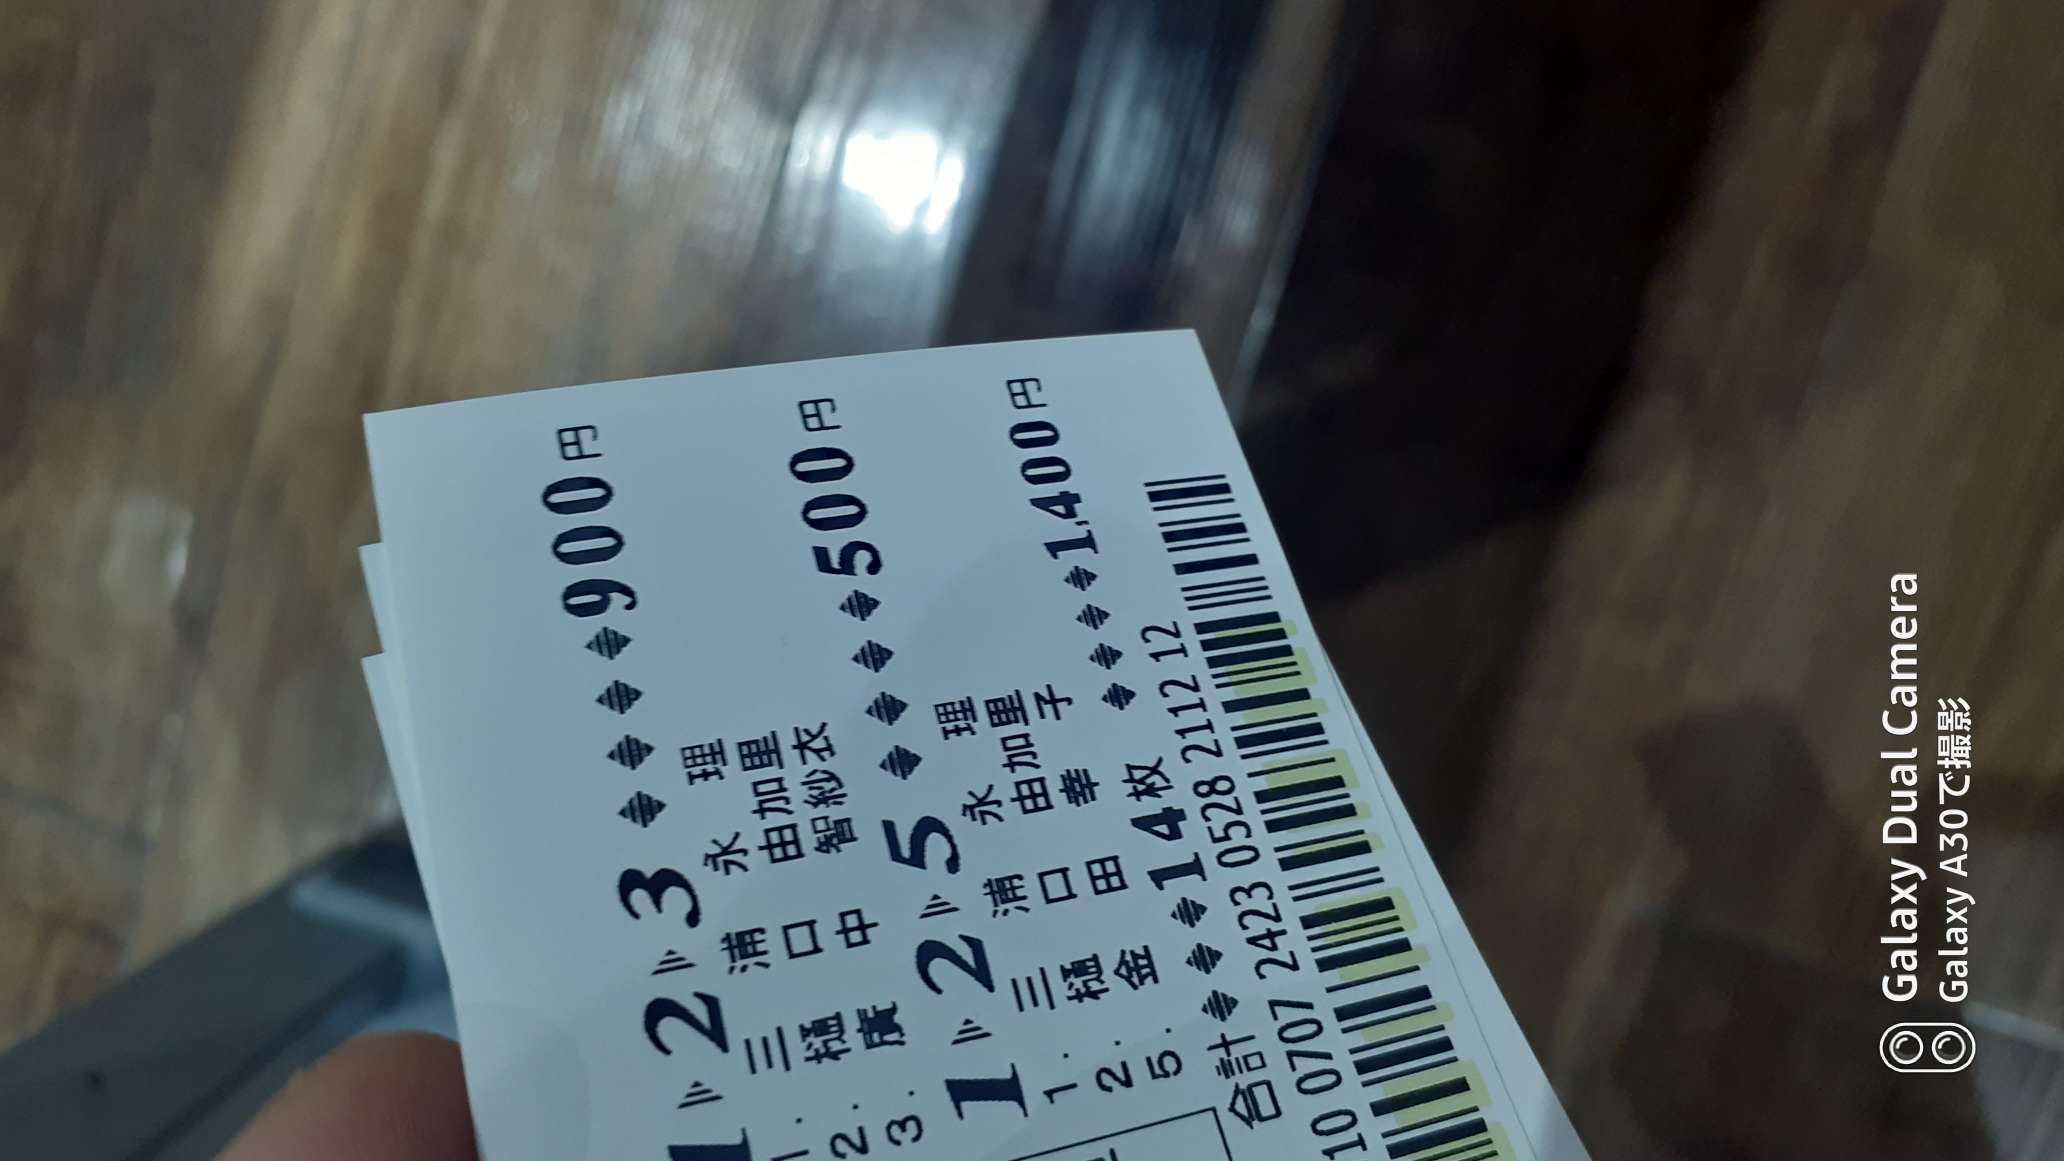 1▷2▷3 ◆◆◆◆900円
1. 三浦 永理
2. 樋口 由加里
3. 廣中 智紗衣
1▷2▷5 ◆◆◆◆500円
1. 三浦 永理
2. 樋口 由加里
5. 金田 幸子
合計 ◆◆◆14枚 ◆◆◆◆1,400円
10 0707 2423 0528 2112 12
Galaxy Dual Camera
Galaxy A30で撮影